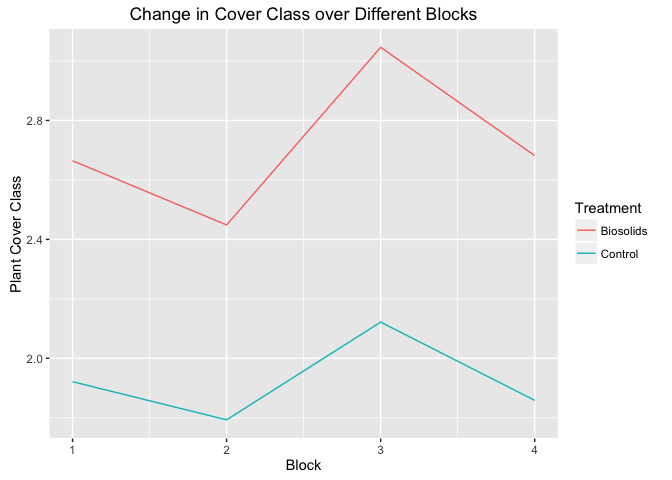 Change in Cover Class over Different Blocks
Plant Cover Class
2.8
2.4
2.0
1 2 3 4
Block
Treatment
Biosolids
Control